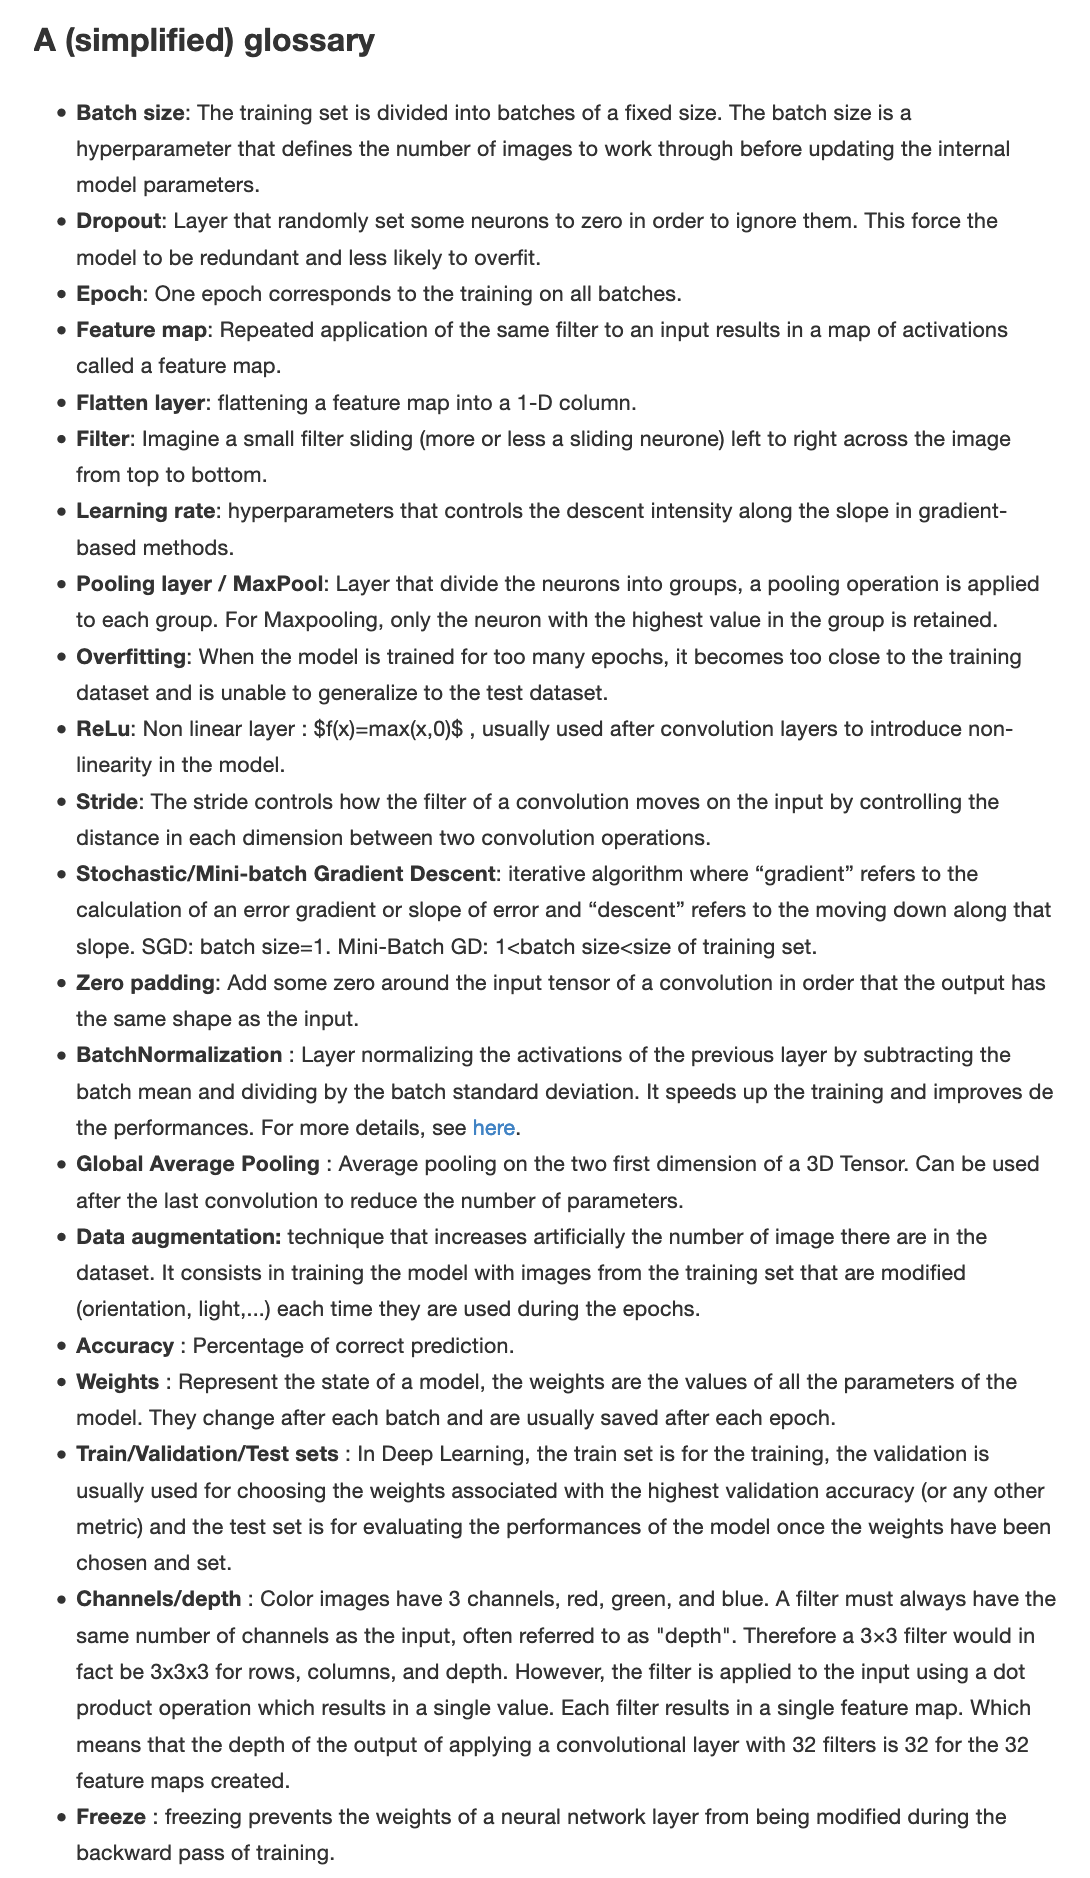 A (simplified) glossary
• Batch size: The training set is divided into batches of a fixed size. The batch size is a
hyperparameter that defines the number of images to work through before updating the internal
model parameters.
• Dropout: Layer that randomly set some neurons to zero in order to ignore them. This force the
model to be redundant and less likely to overfit.
• Epoch: One epoch corresponds to the training on all batches.
• Feature map: Repeated application of the same filter to an input results in a map of activations
called a feature map.
• Flatten layer: flattening a feature map into a 1-D column.
• Filter: Imagine a small filter sliding (more or less a sliding neurone) left to right across the image
from top to bottom.
• Learning rate: hyperparameters that controls the descent intensity along the slope in gradient-
based methods.
• Pooling layer / MaxPool: Layer that divide the neurons into groups, a pooling operation is applied
to each group. For Maxpooling, only the neuron with the highest value in the group is retained.
• Overfitting: When the model is trained for too many epochs, it becomes too close to the training
dataset and is unable to generalize to the test dataset.
• ReLu: Non linear layer : $f(x)=max(x,0)$ , usually used after convolution layers to introduce non-
linearity in the model.
• Stride: The stride controls how the filter of a convolution moves on the input by controlling the
distance in each dimension between two convolution operations.
• Stochastic/Mini-batch Gradient Descent: iterative algorithm where “gradient” refers to the
calculation of an error gradient or slope of error and “descent” refers to the moving down along that
slope. SGD: batch size=1. Mini-Batch GD: 1<batch size<size of training set.
• Zero padding: Add some zero around the input tensor of a convolution in order that the output has
the same shape as the input.
• BatchNormalization : Layer normalizing the activations of the previous layer by subtracting the
batch mean and dividing by the batch standard deviation. It speeds up the training and improves de
the performances. For more details, see here.
• Global Average Pooling : Average pooling on the two first dimension of a 3D Tensor. Can be used
after the last convolution to reduce the number of parameters.
• Data augmentation: technique that increases artificially the number of image there are in the
dataset. It consists in training the model with images from the training set that are modified
(orientation, light,...) each time they are used during the epochs.
• Accuracy : Percentage of correct prediction.
• Weights : Represent the state of a model, the weights are the values of all the parameters of the
model. They change after each batch and are usually saved after each epoch.
• Train/Validation/Test sets : In Deep Learning, the train set is for the training, the validation is
usually used for choosing the weights associated with the highest validation accuracy (or any other
metric) and the test set is for evaluating the performances of the model once the weights have been
chosen and set.
• Channels/depth : Color images have 3 channels, red, green, and blue. A filter must always have the
same number of channels as the input, often referred to as "depth". Therefore a 3×3 filter would in
fact be 3x3x3 for rows, columns, and depth. However, the filter is applied to the input using a dot
product operation which results in a single value. Each filter results in a single feature map. Which
means that the depth of the output of applying a convolutional layer with 32 filters is 32 for the 32
feature maps created.
• Freeze : freezing prevents the weights of a neural network layer from being modified during the
backward pass of training.